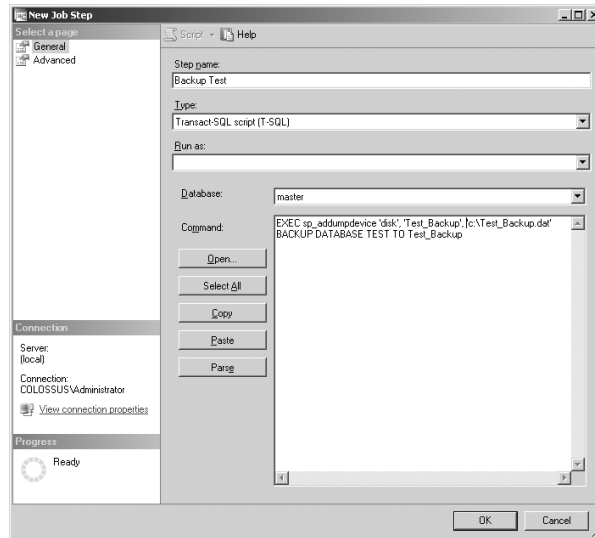 New Job Step
Select a page
General
Advanced
Script
Help
Step name:
Backup Test
Type:
Transact-SQL script (T-SQL)
Run as:
Database:
master
Command:
EXEC sp_addumpdevice 'disk', 'Test_Backup', 'c:\Test_Backup.dat'
BACKUP DATABASE TEST TO Test_Backup
Open...
Select All
Copy
Paste
Parse
Connection
Server:
(local)
Connection:
COLOSSUS\Administrator
View connection properties
Progress
Ready
OK
Cancel